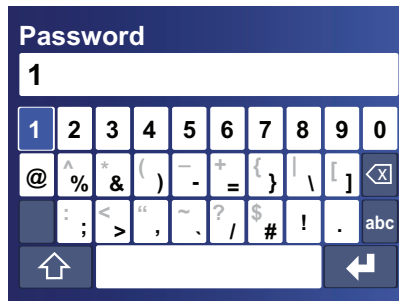 Password
1
1 2 3 4 5 6 7 8 9 0
@ ^ % * & ( ) _ - + = { } | \ [ ]
: ; < > “ , ~ ` ? / $ # ! . abc